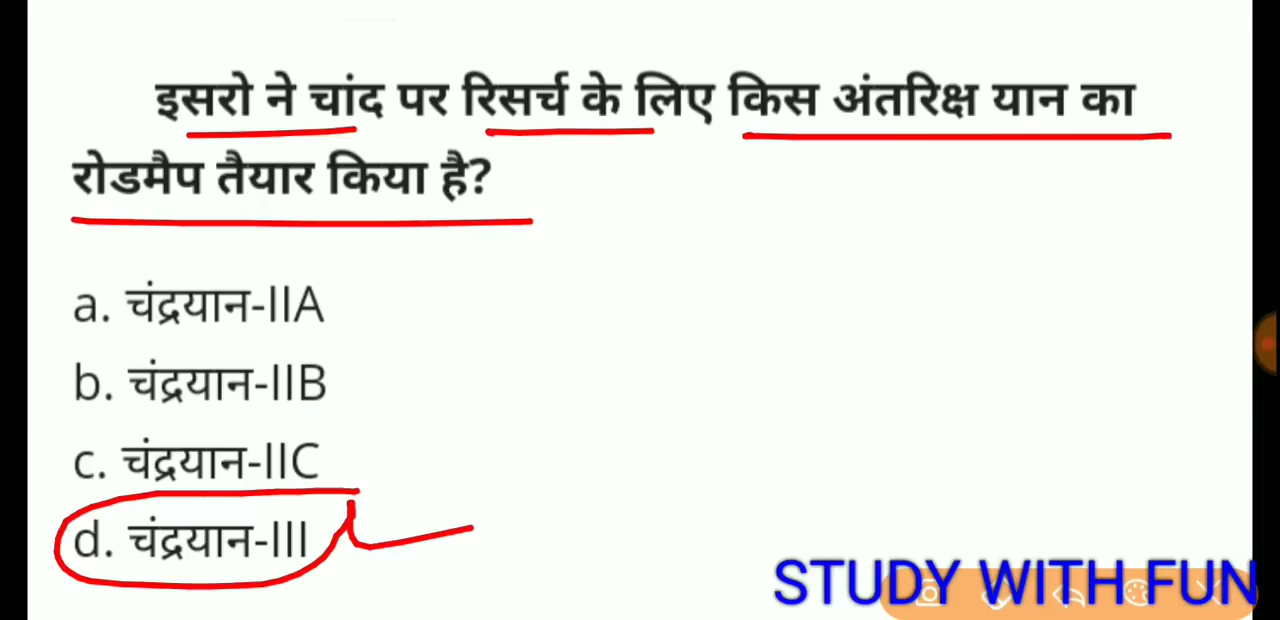 इसरो ने चांद पर रिसर्च के लिए किस अंतरिक्ष यान का
रोडमैप तैयार किया है?
a. चंद्रयान-IIA
b. चंद्रयान-IIB
c. चंद्रयान-IIC
d. चंद्रयान-III
STUDY WITH FUN